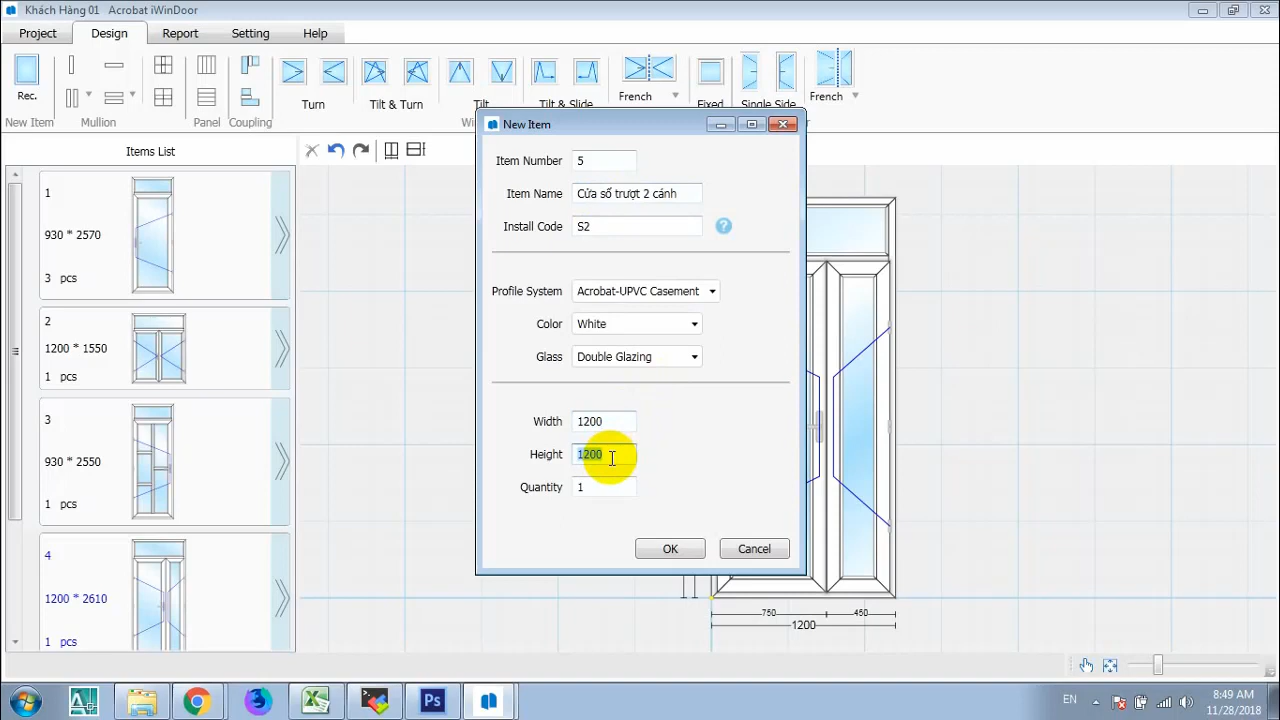 Khách Hàng 01    Acrobat iWinDoor
Project Design Report Setting Help
Rec.
Turn Tilt & Turn Tilt Tilt & Slide French Fixed Single Side French
New Item Mullion Panel Coupling
Items List
1
930 * 2570
3 pcs
2
1200 * 1550
1 pcs
3
930 * 2550
1 pcs
4
1200 * 2610
1 pcs
New Item
Item Number 5
Item Name Cửa sổ trượt 2 cánh
Install Code S2 ?
Profile System Acrobat-UPVC Casement
Color White
Glass Double Glazing
Width 1200
Height 1200
Quantity 1
OK Cancel
750 450
1200
Ps EN 8:49 AM
11/28/2018